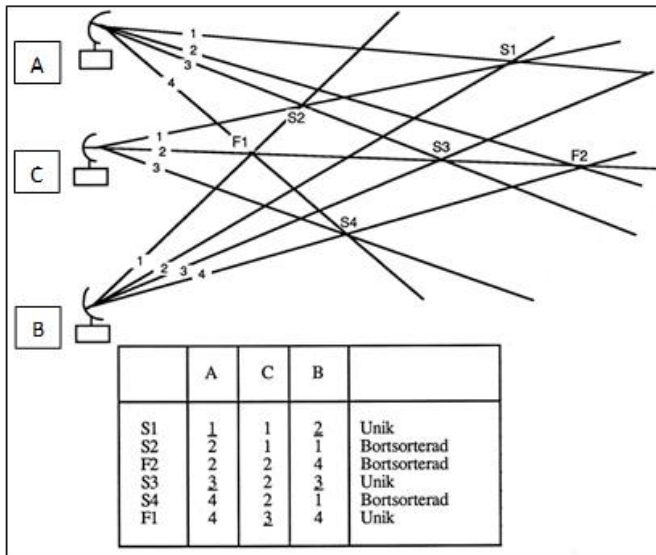 A
1
2
3
4
S1
S2
C
1
2
3
F1
S3
F2
S4
1
2
3
4
B
A C B
S1 1 1 2 Unik
S2 2 1 1 Bortsorterad
F2 2 2 4 Bortsorterad
S3 3 2 3 Unik
S4 4 2 1 Bortsorterad
F1 4 3 4 Unik